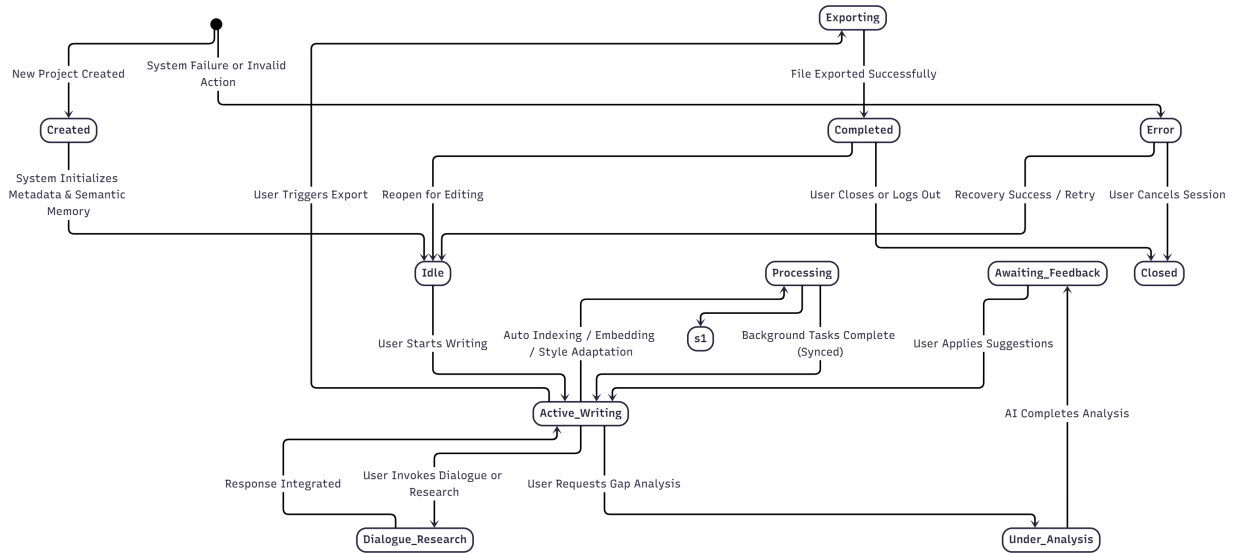 Exporting
New Project Created
System Failure or Invalid
Action
File Exported Successfully
Created
Completed
Error
System Initializes
Metadata & Semantic
Memory
User Triggers Export
Reopen for Editing
User Closes or Logs Out
Recovery Success / Retry
User Cancels Session
Idle
Processing
Awaiting_Feedback
Closed
User Starts Writing
Auto Indexing / Embedding
/ Style Adaptation
s1
Background Tasks Complete
(Synced)
User Applies Suggestions
Active_Writing
AI Completes Analysis
Response Integrated
User Invokes Dialogue or
Research
User Requests Gap Analysis
Dialogue_Research
Under_Analysis